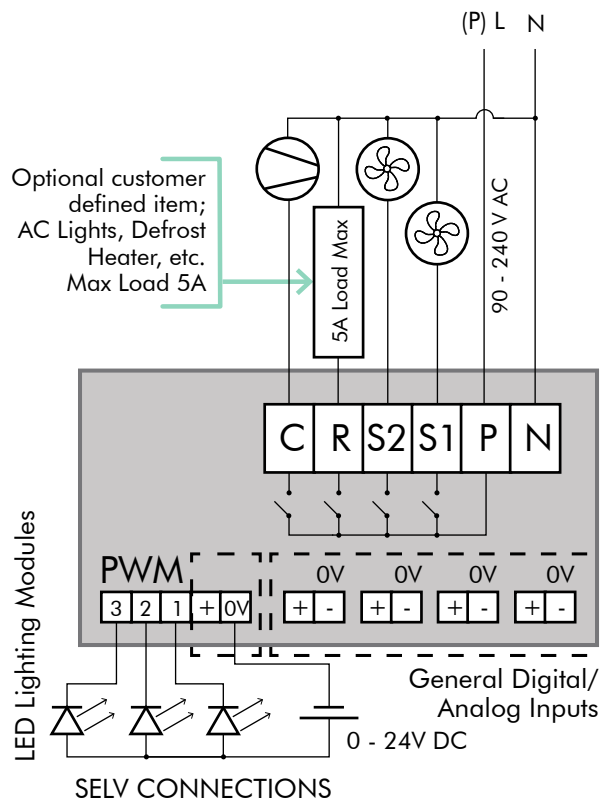 (P) L N
Optional customer
defined item;
AC Lights, Defrost
Heater, etc.
Max Load 5A
5A Load Max
90 - 240 V AC
C R S2 S1 P N
PWM
0V 0V 0V 0V
3 2 1 + 0V + - + - + - + -
LED Lighting Modules
General Digital/
Analog Inputs
0 - 24V DC
SELV CONNECTIONS